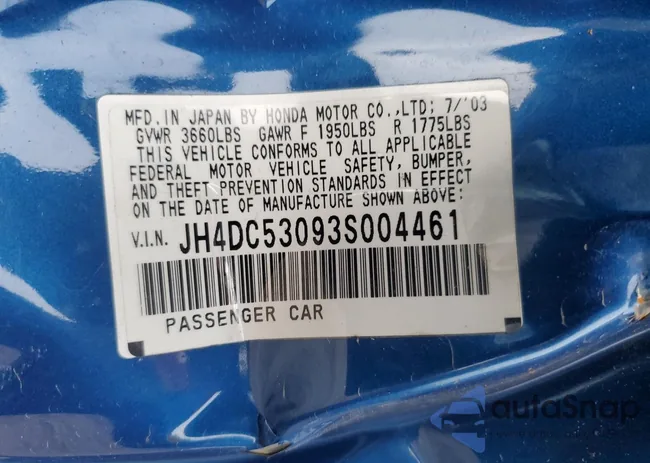 MFD. IN JAPAN BY HONDA MOTOR CO.,LTD; 7/'03
GVWR 3660LBS GAWR F 1950LBS R 1775LBS
THIS VEHICLE CONFORMS TO ALL APPLICABLE
FEDERAL MOTOR VEHICLE SAFETY, BUMPER,
AND THEFT PREVENTION STANDARDS IN EFFECT
ON THE DATE OF MANUFACTURE SHOWN ABOVE:
V.I.N. JH4DC53093S004461
PASSENGER CAR
autoSnap